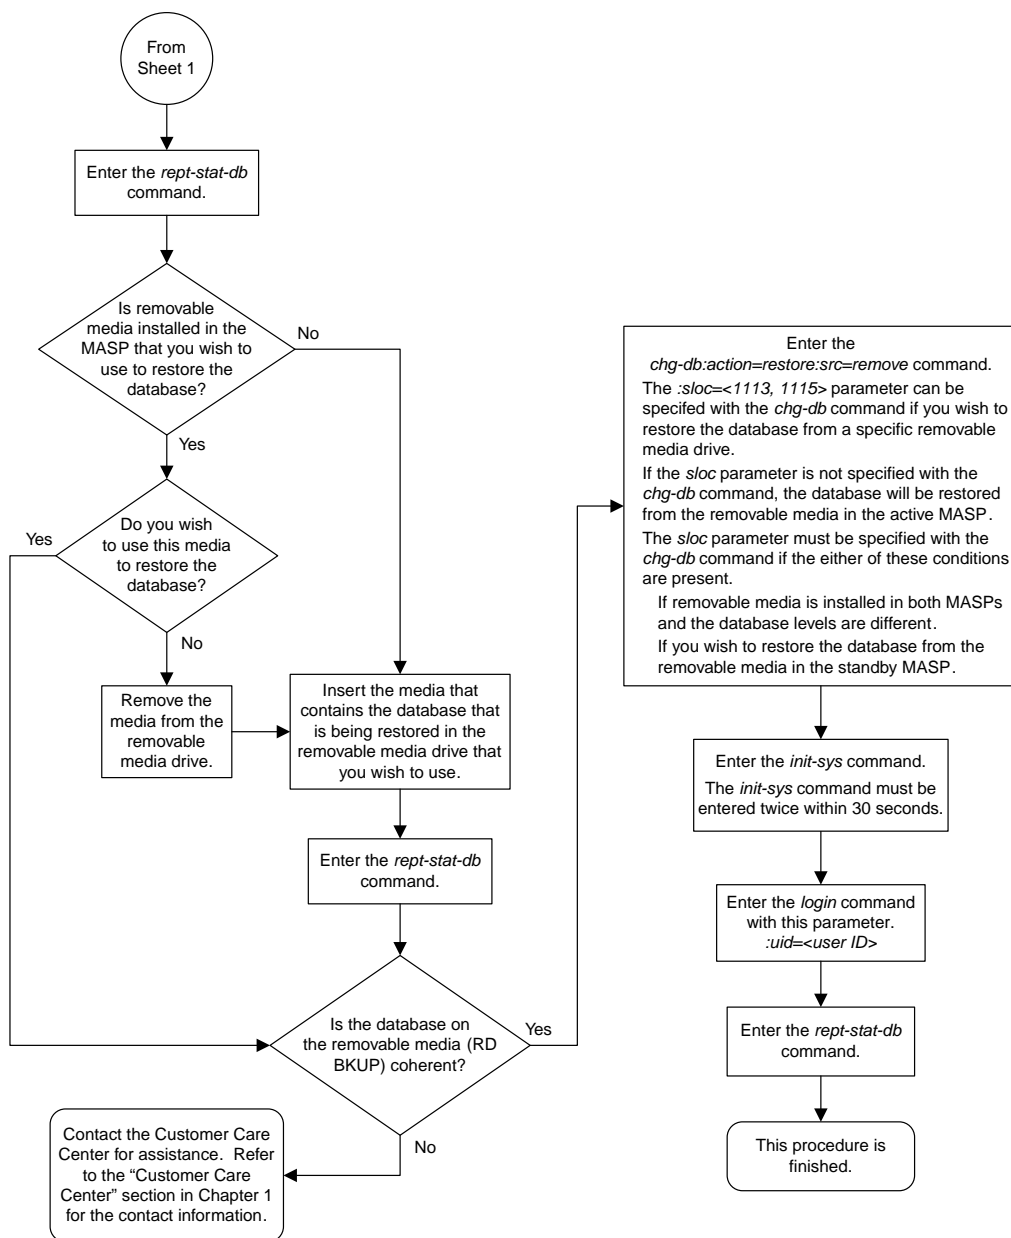 From
Sheet 1
Enter the rept-stat-db
command.
Is removable
media installed in the
MASP that you wish to
use to restore the
database?
No
Yes
Do you wish
to use this media
to restore the
database?
Yes
No
Remove the
media from the
removable
media drive.
Insert the media that
contains the database that
is being restored in the
removable media drive that
you wish to use.
Enter the rept-stat-db
command.
Is the database on
the removable media (RD
BKUP) coherent?
Yes
No
Contact the Customer Care
Center for assistance.  Refer
to the “Customer Care
Center” section in Chapter 1
for the contact information.
Enter the
chg-db:action=restore:src=remove command.
The :sloc=<1113, 1115> parameter can be
specifed with the chg-db command if you wish to
restore the database from a specific removable
media drive.
If the sloc parameter is not specified with the
chg-db command, the database will be restored
from the removable media in the active MASP.
The sloc parameter must be specified with the
chg-db command if the either of these conditions
are present.
If removable media is installed in both MASPs
and the database levels are different.
If you wish to restore the database from the
removable media in the standby MASP.
Enter the init-sys command.
The init-sys command must be
entered twice within 30 seconds.
Enter the login command
with this parameter.
:uid=<user ID>
Enter the rept-stat-db
command.
This procedure is
finished.